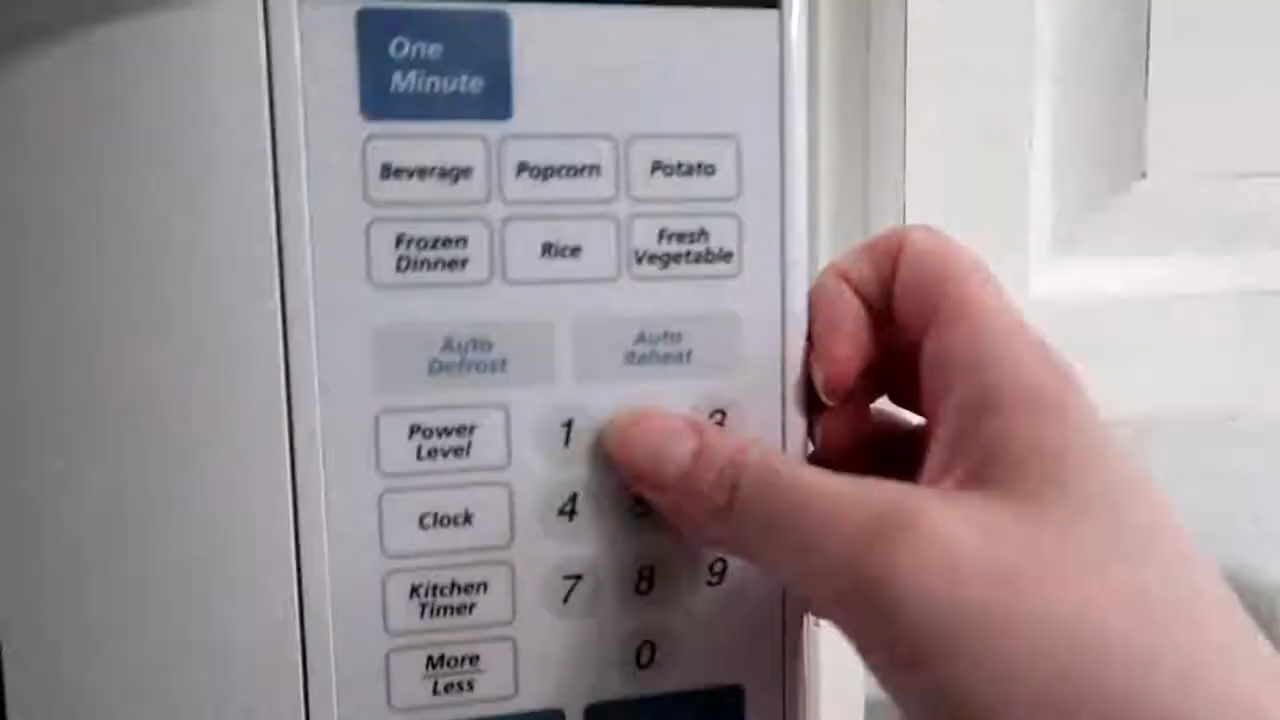 One
Minute
Beverage
Popcorn
Potato
Frozen
Dinner
Rice
Fresh
Vegetable
Auto
Defrost
Auto
Reheat
Power
Level
1
3
Clock
4
Kitchen
Timer
7
8
9
More
Less
0